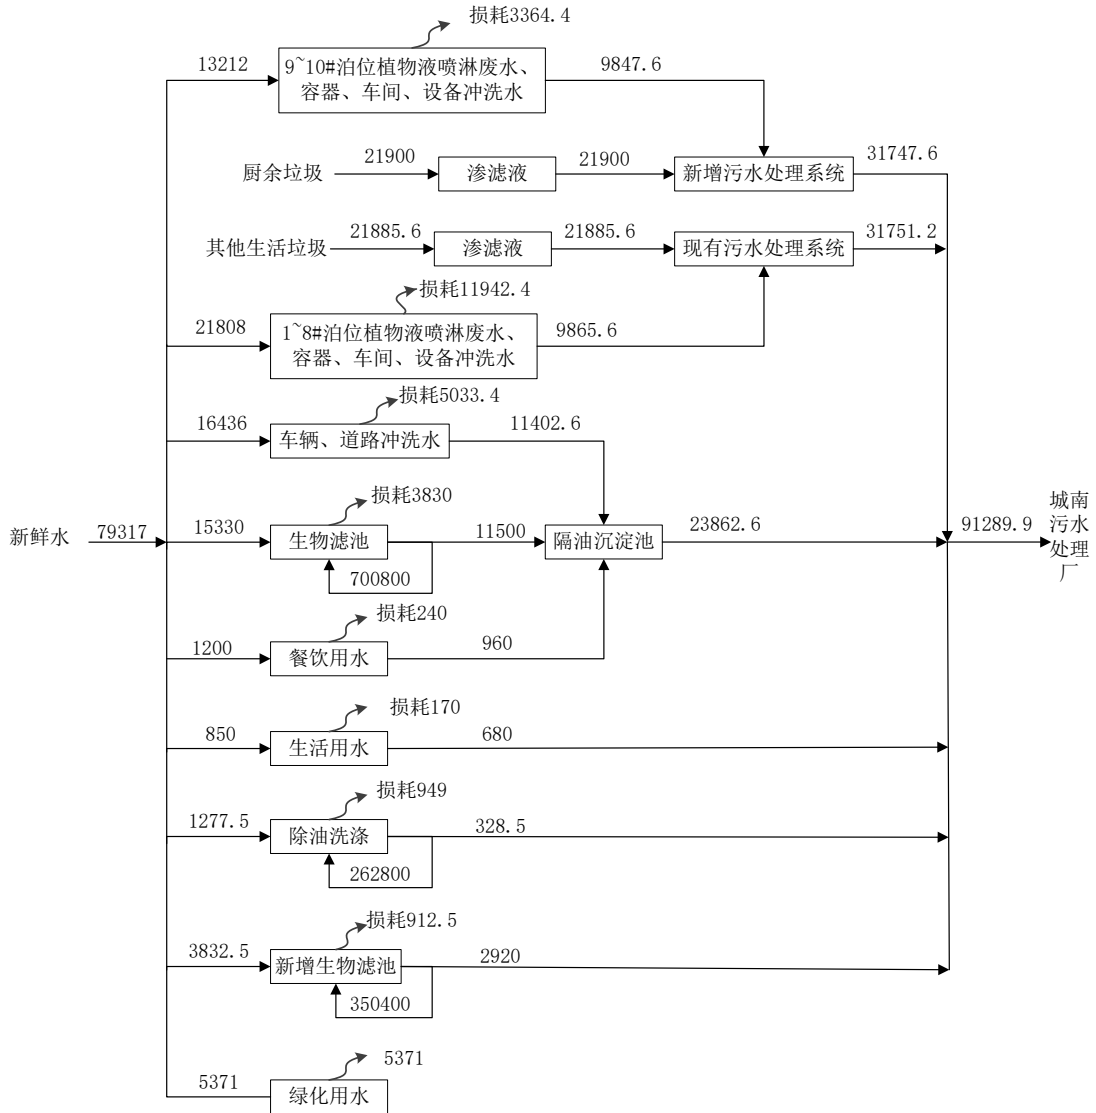 损耗3364.4
13212
9~10#泊位植物液喷淋废水、
容器、车间、设备冲洗水
9847.6
厨余垃圾
21900
渗滤液
21900
新增污水处理系统
31747.6
其他生活垃圾
21885.6
渗滤液
21885.6
现有污水处理系统
31751.2
损耗11942.4
21808
1~8#泊位植物液喷淋废水、
容器、车间、设备冲洗水
9865.6
损耗5033.4
16436
车辆、道路冲洗水
11402.6
损耗3830
新鲜水
79317
15330
生物滤池
700800
11500
隔油沉淀池
23862.6
91289.9
城南
污水
处理
厂
损耗240
1200
餐饮用水
960
损耗170
850
生活用水
680
损耗949
1277.5
除油洗涤
328.5
262800
损耗912.5
3832.5
新增生物滤池
2920
350400
5371
5371
绿化用水